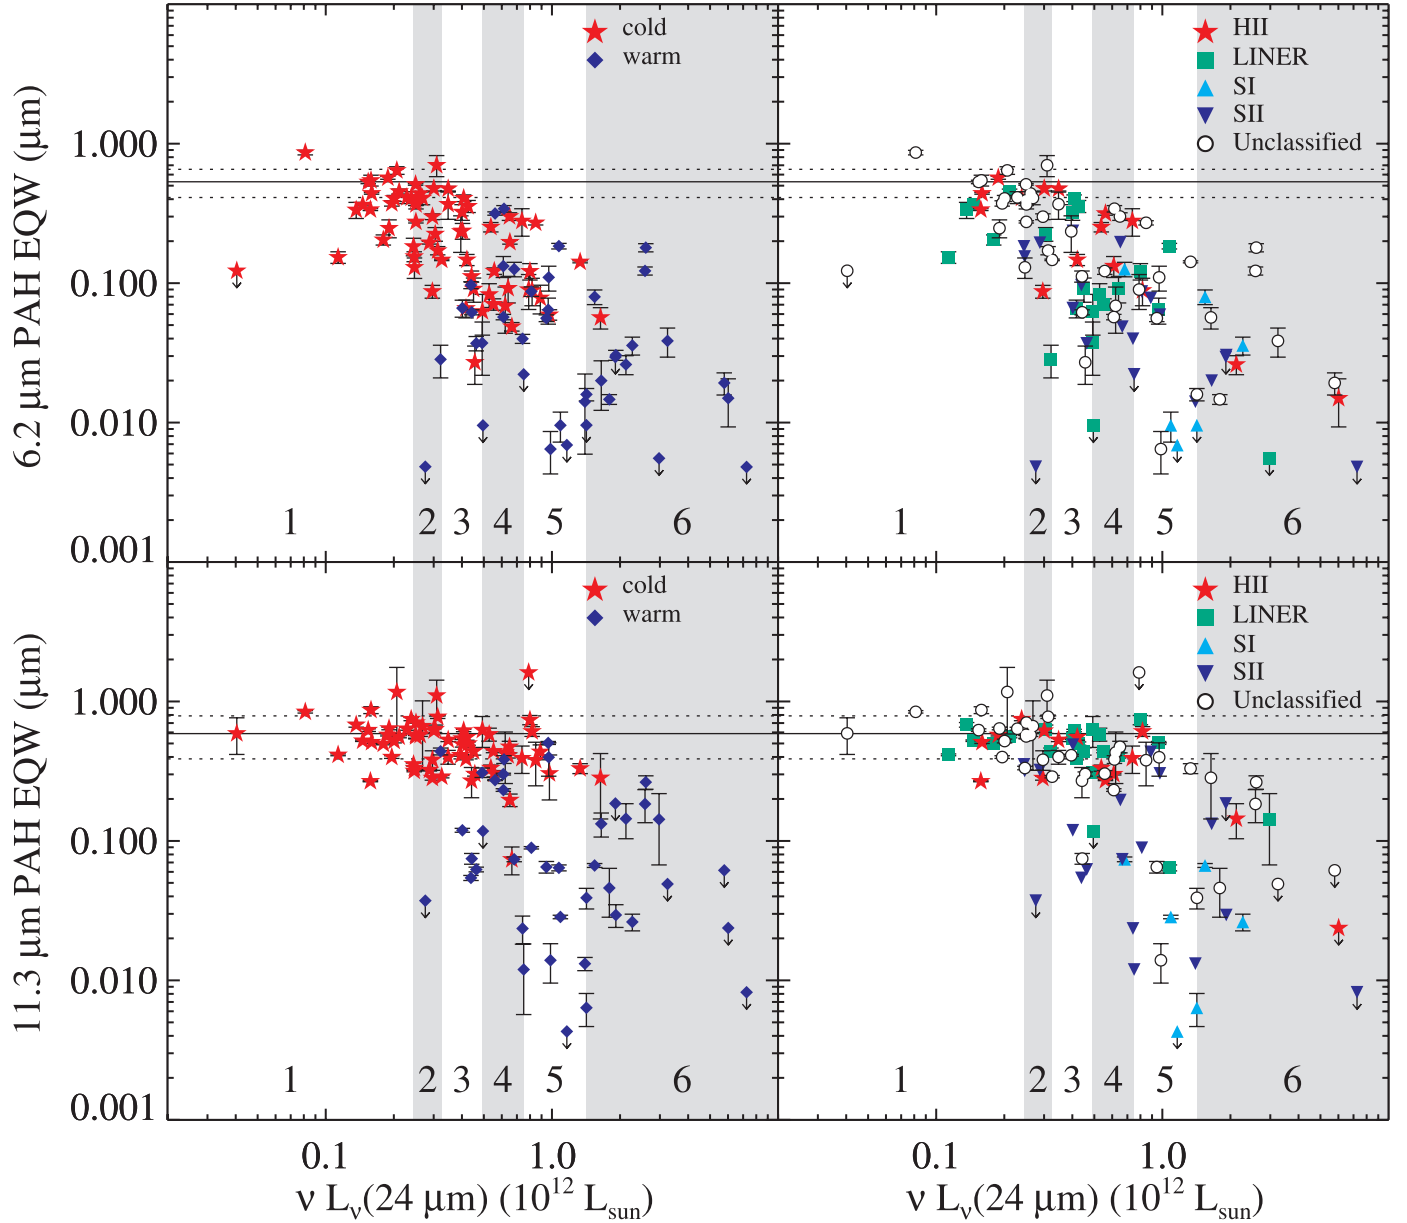 6.2 μm PAH EQW (μm)
1.000
0.100
0.010
0.001
cold
warm
1 2 3 4 5 6
HII
LINER
SI
SII
Unclassified
1 2 3 4 5 6
11.3 μm PAH EQW (μm)
1.000
0.100
0.010
0.001
cold
warm
1 2 3 4 5 6
HII
LINER
SI
SII
Unclassified
1 2 3 4 5 6
0.1 1.0
0.1 1.0
ν Lν(24 μm) (10¹² Lsun)
ν Lν(24 μm) (10¹² Lsun)